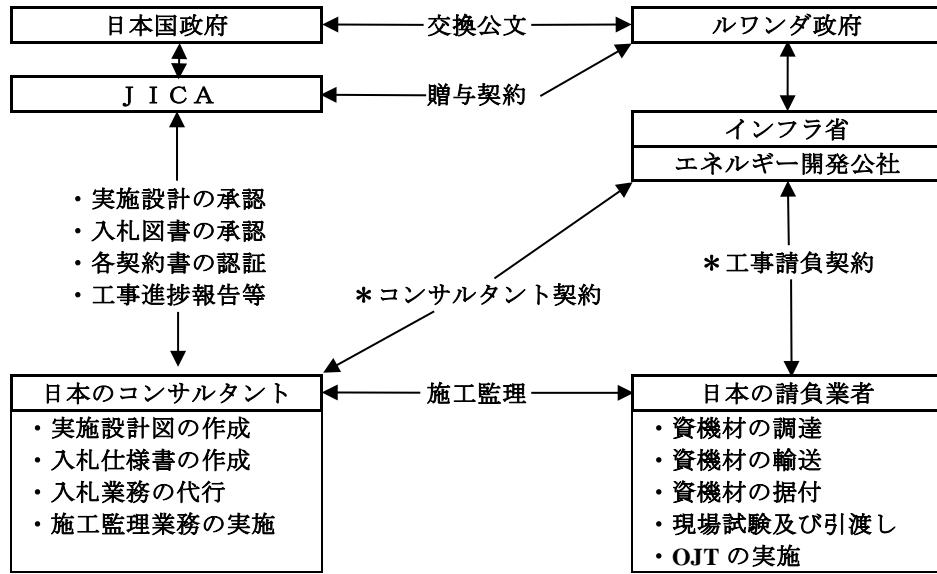 日本国政府
交換公文
ルワンダ政府
JICA
贈与契約
インフラ省
エネルギー開発公社
・実施設計の承認
・入札図書の承認
・各契約書の認証
・工事進捗報告等
*工事請負契約
*コンサルタント契約
日本のコンサルタント
施工監理
日本の請負業者
・実施設計図の作成
・入札仕様書の作成
・入札業務の代行
・施工監理業務の実施
・資機材の調達
・資機材の輸送
・資機材の据付
・現場試験及び引渡し
・OJTの実施